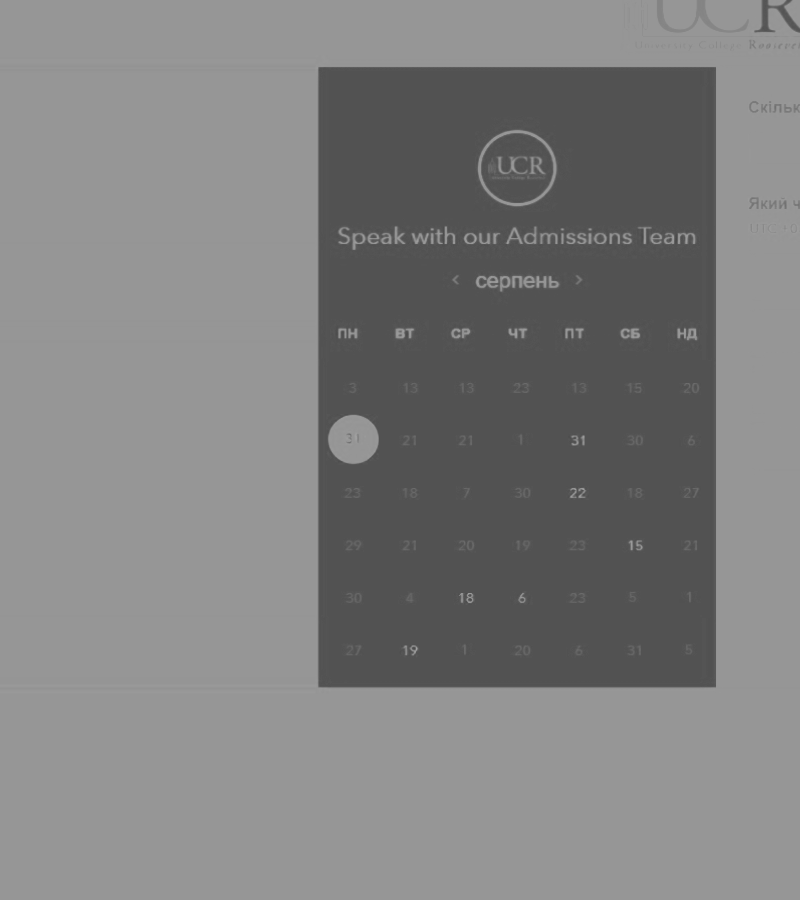 UCR
University College Roosevelt
Скільк
UCR
Який ч
Speak with our Admissions Team
< серпень >
ПН ВТ СР ЧТ ПТ СБ НД
3 13 13 23 13 15 20
31 21 21 1 31 30 6
23 18 7 30 22 18 27
29 21 20 19 23 15 21
30 4 18 6 23 5 1
27 19 1 20 6 31 5